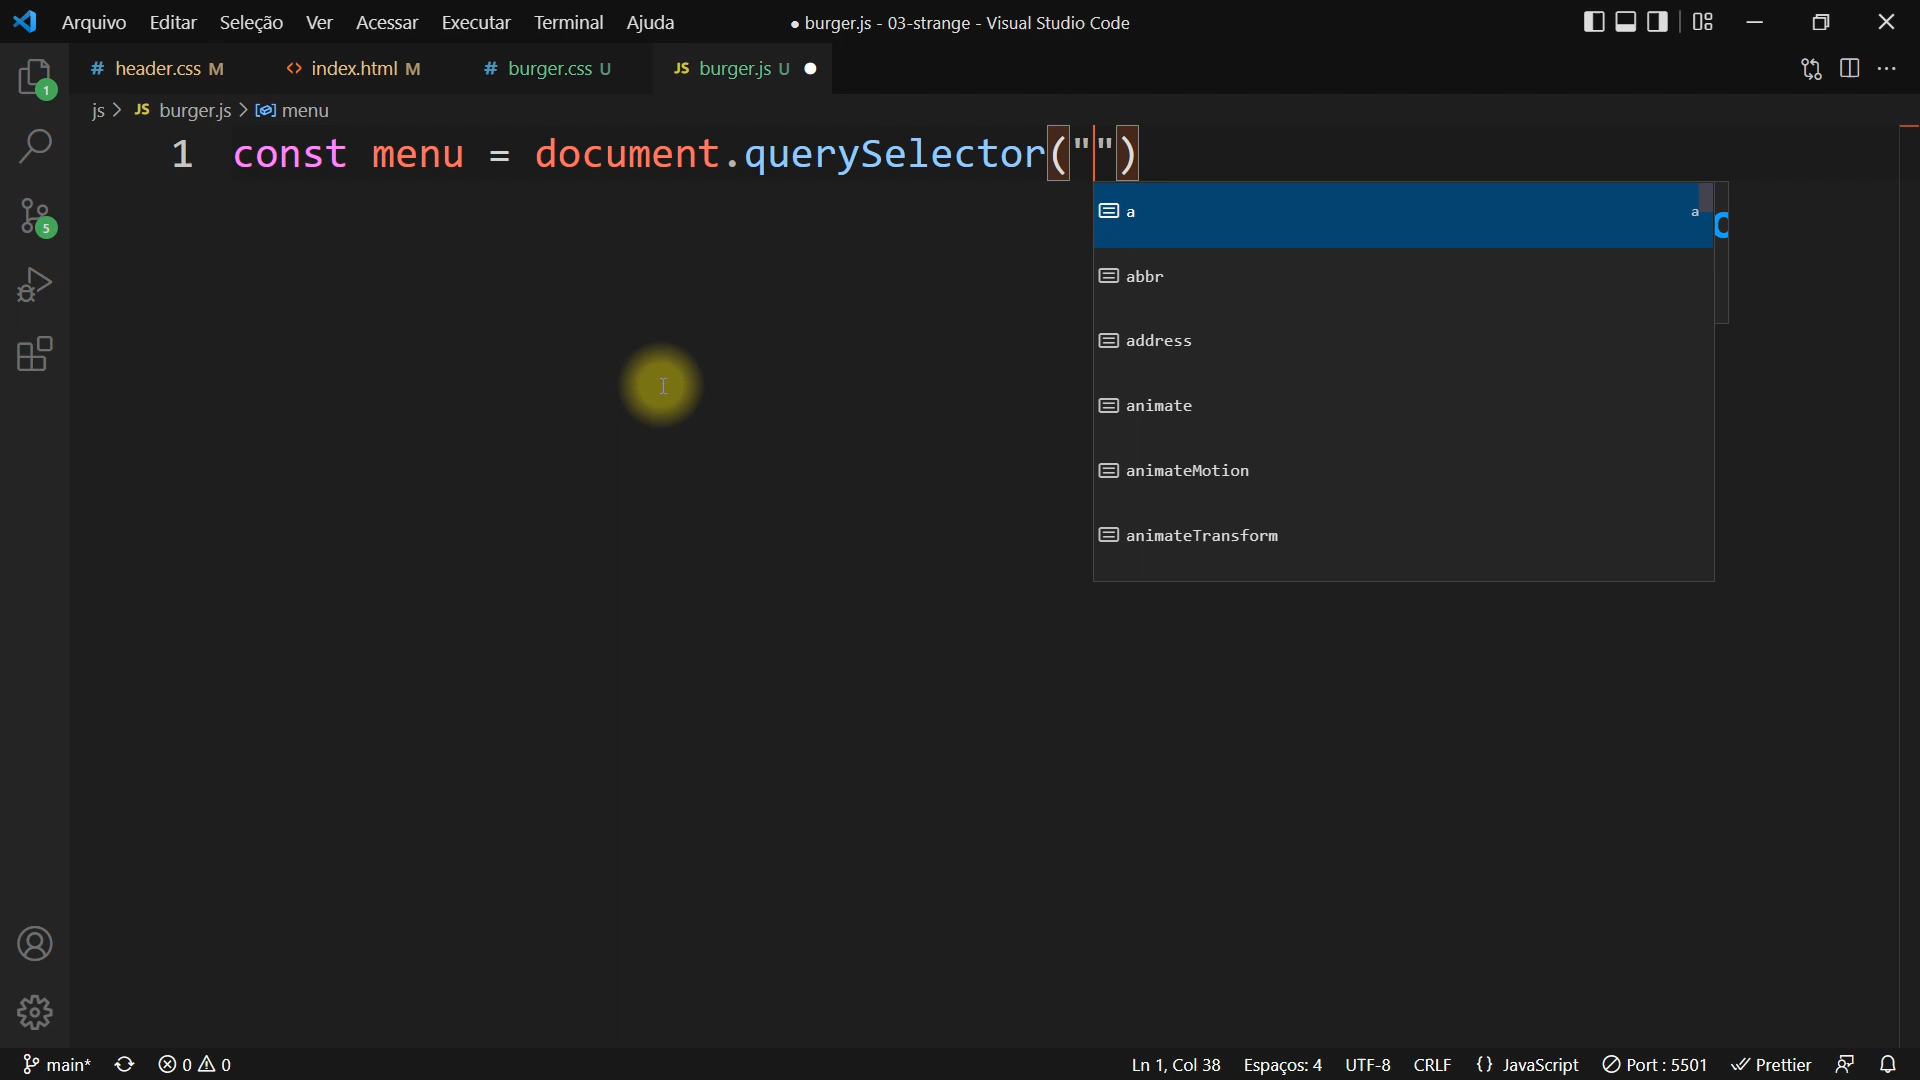 Arquivo Editar Seleção Ver Acessar Executar Terminal Ajuda ● burger.js - 03-strange - Visual Studio Code
# header.css M <> index.html M # burger.css U JS burger.js U ●
js > JS burger.js > menu
1 const menu = document.querySelector("")
a a
abbr
address
animate
animateMotion
animateTransform
1
5
main* 0 0 Ln 1, Col 38 Espaços: 4 UTF-8 CRLF {} JavaScript Port : 5501 Prettier